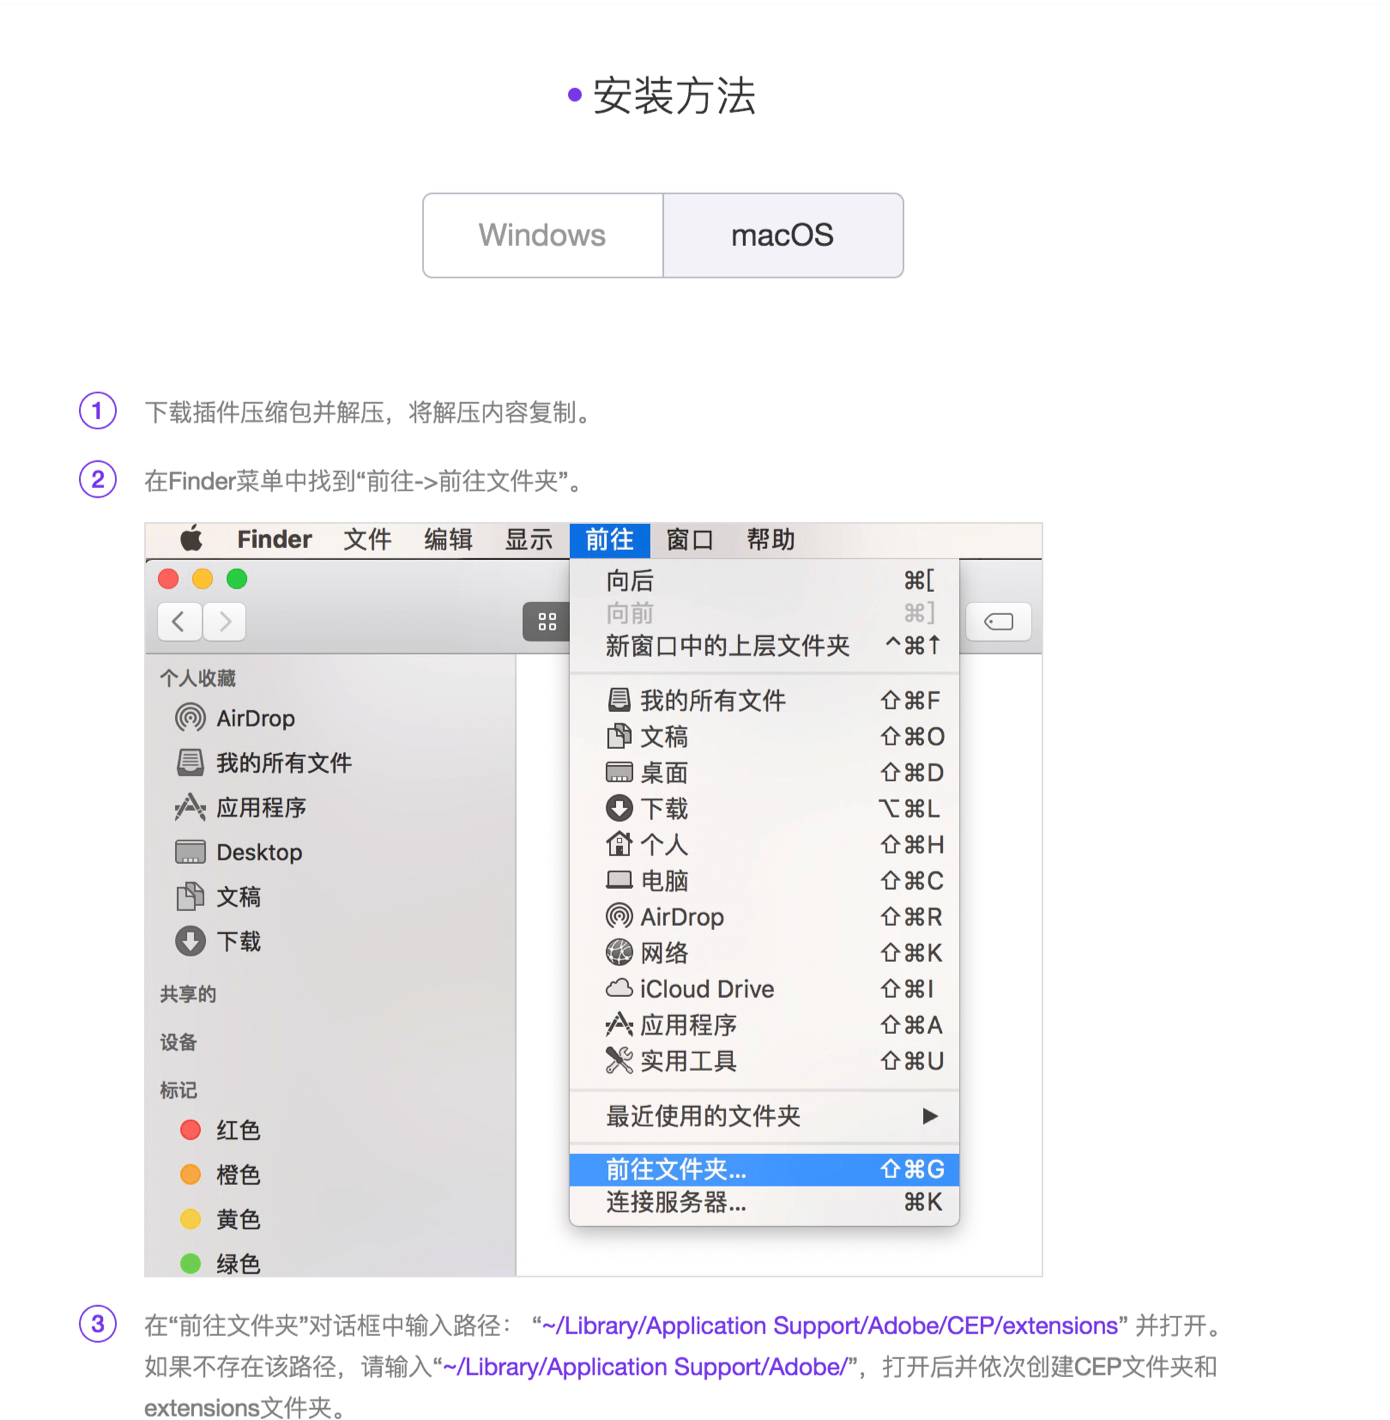 安装方法
Windows
macOS
1 下载插件压缩包并解压，将解压内容复制。
2 在Finder菜单中找到“前往->前往文件夹”。
Finder 文件 编辑 显示 前往 窗口 帮助
向后 ⌘[
向前 ⌘]
新窗口中的上层文件夹 ^⌘↑
我的所有文件 ⇧⌘F
文稿 ⇧⌘O
桌面 ⇧⌘D
下载 ⌥⌘L
个人 ⇧⌘H
电脑 ⇧⌘C
AirDrop ⇧⌘R
网络 ⇧⌘K
iCloud Drive ⇧⌘I
应用程序 ⇧⌘A
实用工具 ⇧⌘U
最近使用的文件夹 ▶
前往文件夹... ⇧⌘G
连接服务器... ⌘K
个人收藏
AirDrop
我的所有文件
应用程序
Desktop
文稿
下载
共享的
设备
标记
红色
橙色
黄色
绿色
3 在“前往文件夹”对话框中输入路径： “~/Library/Application Support/Adobe/CEP/extensions” 并打开。
如果不存在该路径，请输入“~/Library/Application Support/Adobe/”，打开后并依次创建CEP文件夹和
extensions文件夹。